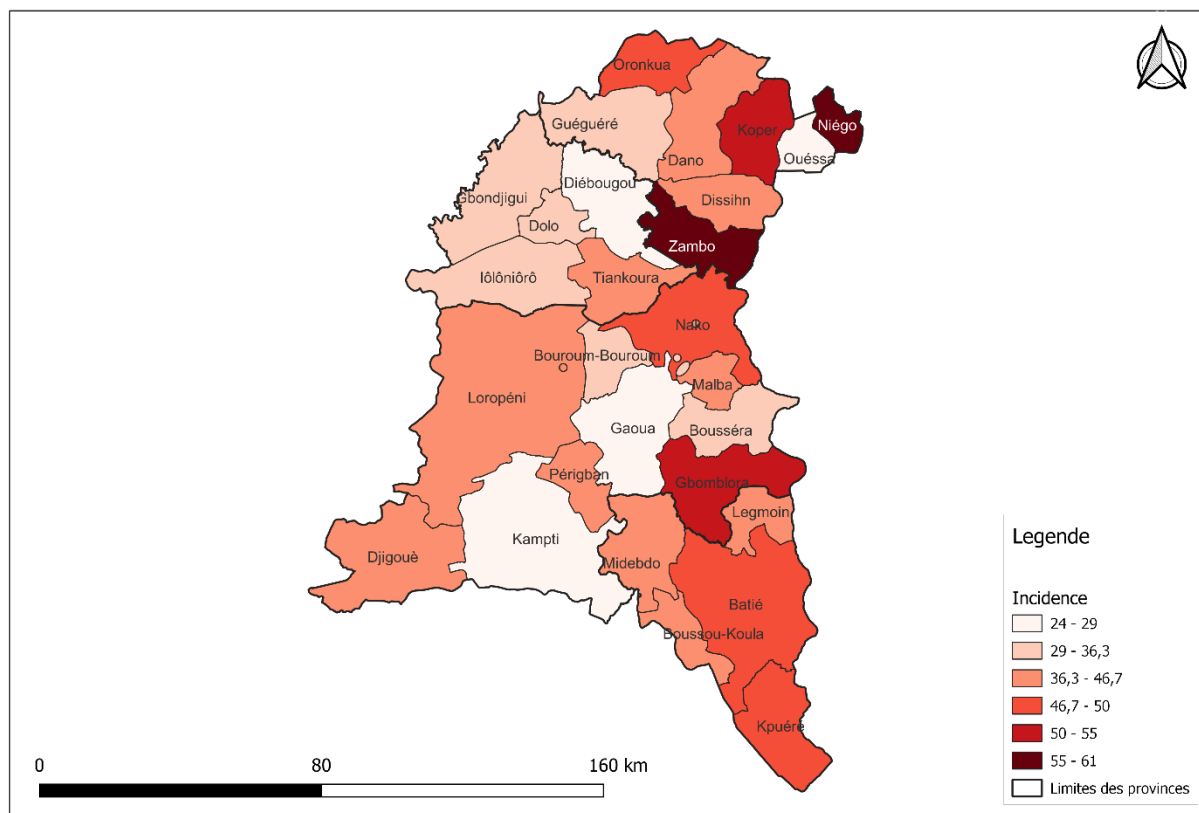 Oronkua
Guéguéré
Koper
Niégo
Dano
Ouéssa
Diébougou
Gbondjigui
Dissihn
Dolo
Zambo
Iôlôniôrô
Tiankoura
Nako
Bouroum-Bouroum
Malba
Loropéni
Gaoua
Bousséra
Périgban
Gbomblora
Legmoin
Kampti
Djigouè
Midebdo
Batié
Boussou-Koula
Kpuéré
Legende
Incidence
24 - 29
29 - 36,3
36,3 - 46,7
46,7 - 50
50 - 55
55 - 61
Limites des provinces
0 80 160 km